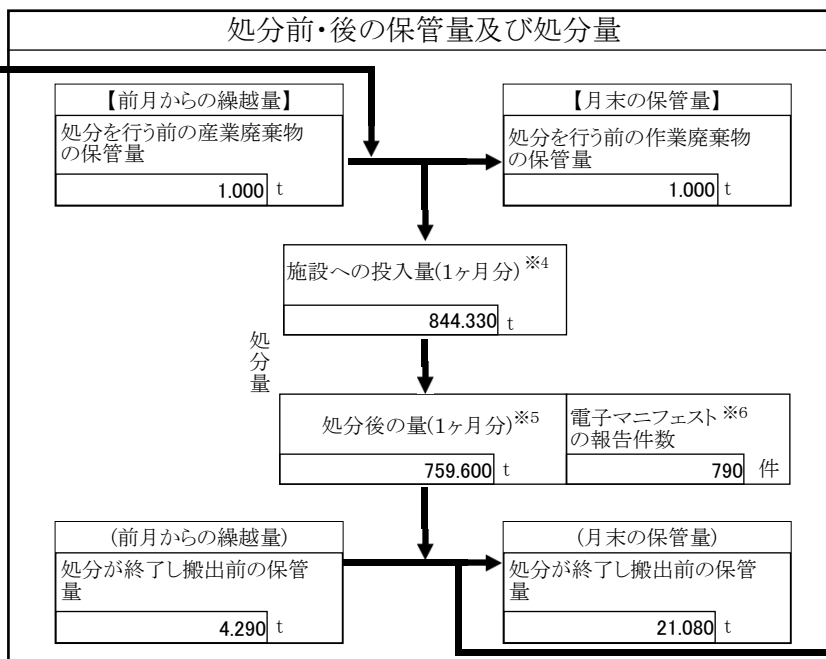 処分前・後の保管量及び処分量
【前月からの繰越量】
処分を行う前の産業廃棄物
の保管量
1.000 t
【月末の保管量】
処分を行う前の作業廃棄物
の保管量
1.000 t
施設への投入量(1ヶ月分)※4
844.330 t
処分量
処分後の量(1ヶ月分)※5
759.600 t
電子マニフェスト※6
の報告件数
790 件
(前月からの繰越量)
処分が終了し搬出前の保管
量
4.290 t
(月末の保管量)
処分が終了し搬出前の保管
量
21.080 t